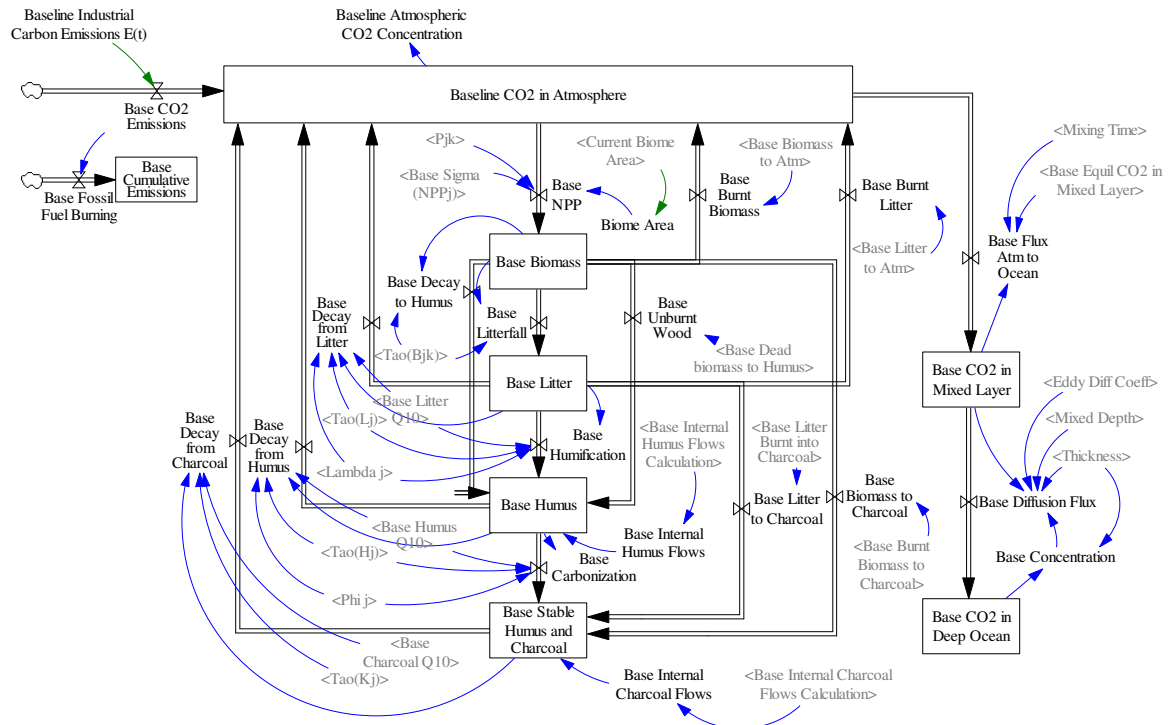 Baseline Industrial
Carbon Emissions E(t)
Baseline Atmospheric
CO2 Concentration
Baseline CO2 in Atmosphere
Base CO2
Emissions
Base
Cumulative
Emissions
Base Fossil
Fuel Burning
<Pjk>
<Base Sigma
(NPPj)>
Base
NPP
<Current Biome
Area>
Biome Area
<Base Biomass
to Atm>
Base
Burnt
Biomass
Base Burnt
Litter
<Base Litter
to Atm>
<Mixing Time>
<Base Equil CO2 in
Mixed Layer>
Base Flux
Atm to
Ocean
Base Biomass
Base Decay
to Humus
Base
Litterfall
<Tao(Bjk)>
Base
Unburnt
Wood
<Base Dead
biomass to Humus>
Base
Decay
from
Litter
Base Litter
<Base Litter
Q10>
<Tao(Lj)>
<Lambda j>
Base
Humification
<Base Internal
Humus Flows
Calculation>
<Base Litter
Burnt into
Charcoal>
Base CO2 in
Mixed Layer
<Eddy Diff Coeff>
<Mixed Depth>
<Thickness>
Base
Decay
from
Charcoal
Base
Decay
from
Humus
Base Humus
<Base Humus
Q10>
<Tao(Hj)>
<Phi j>
Base
Carbonization
Base Internal
Humus Flows
Base Litter
to Charcoal
Base
Biomass to
Charcoal
<Base Burnt
Biomass to
Charcoal>
Base Diffusion Flux
Base Concentration
Base Stable
Humus and
Charcoal
Base CO2 in
Deep Ocean
<Base
Charcoal Q10>
<Tao(Kj)>
Base Internal
Charcoal Flows
<Base Internal Charcoal
Flows Calculation>